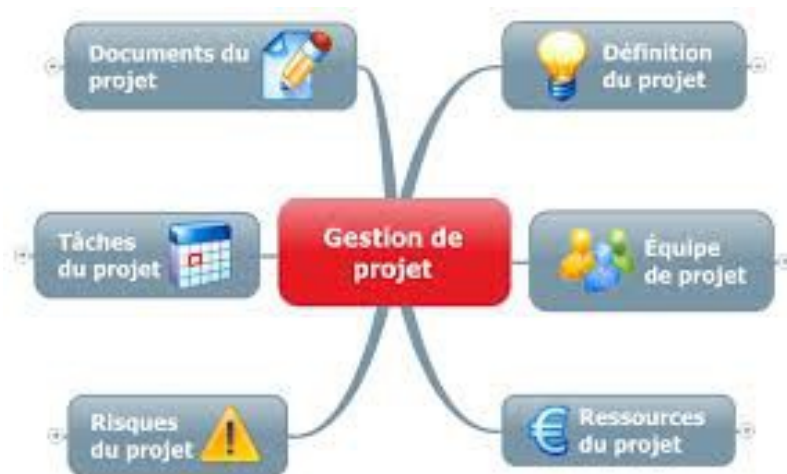 Documents du
projet
Définition
du projet
Tâches
du projet
Gestion de
projet
Équipe
de projet
Risques
du projet
Ressources
du projet